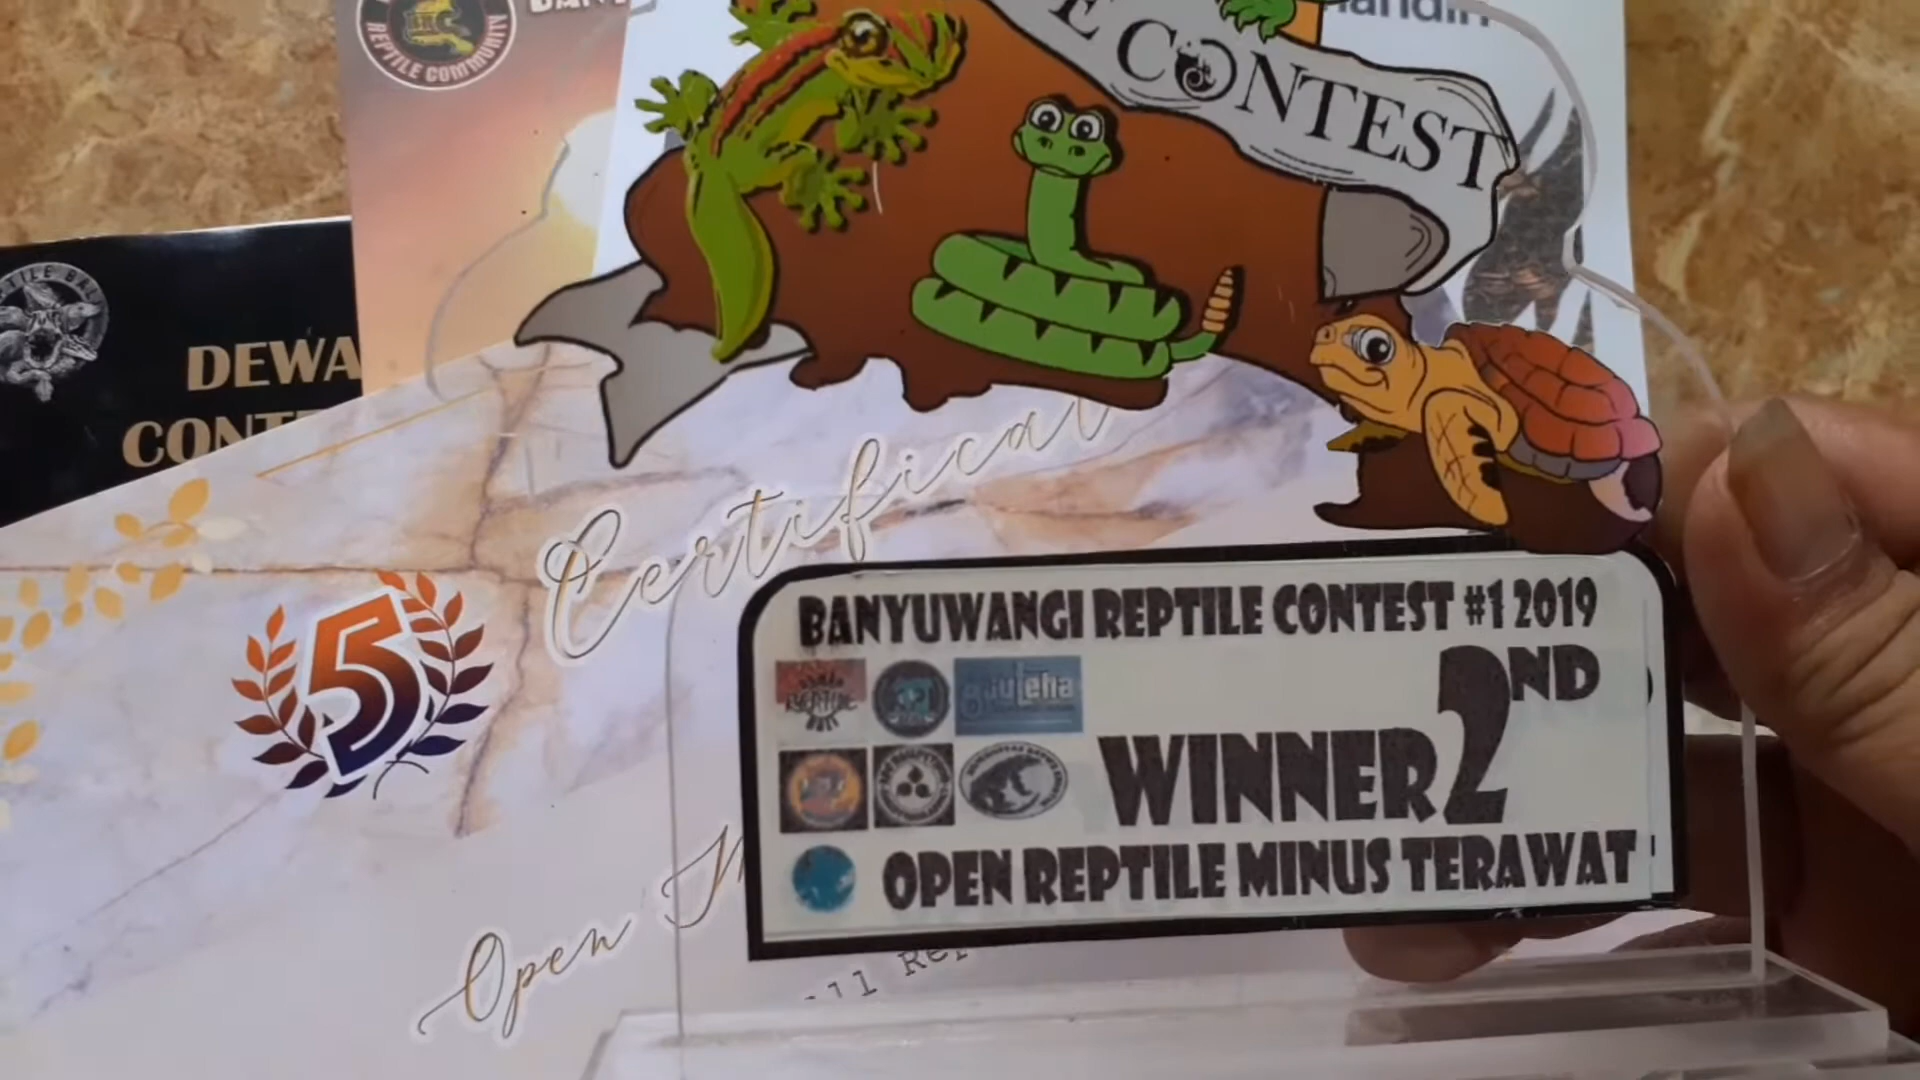 REPTILE COMMUNITY
E CONTEST
DEWA
CONT
5
Certificat
BANYUWANGI REPTILE CONTEST #1 2019
WINNER 2ND
OPEN REPTILE MINUS TERAWAT
Open